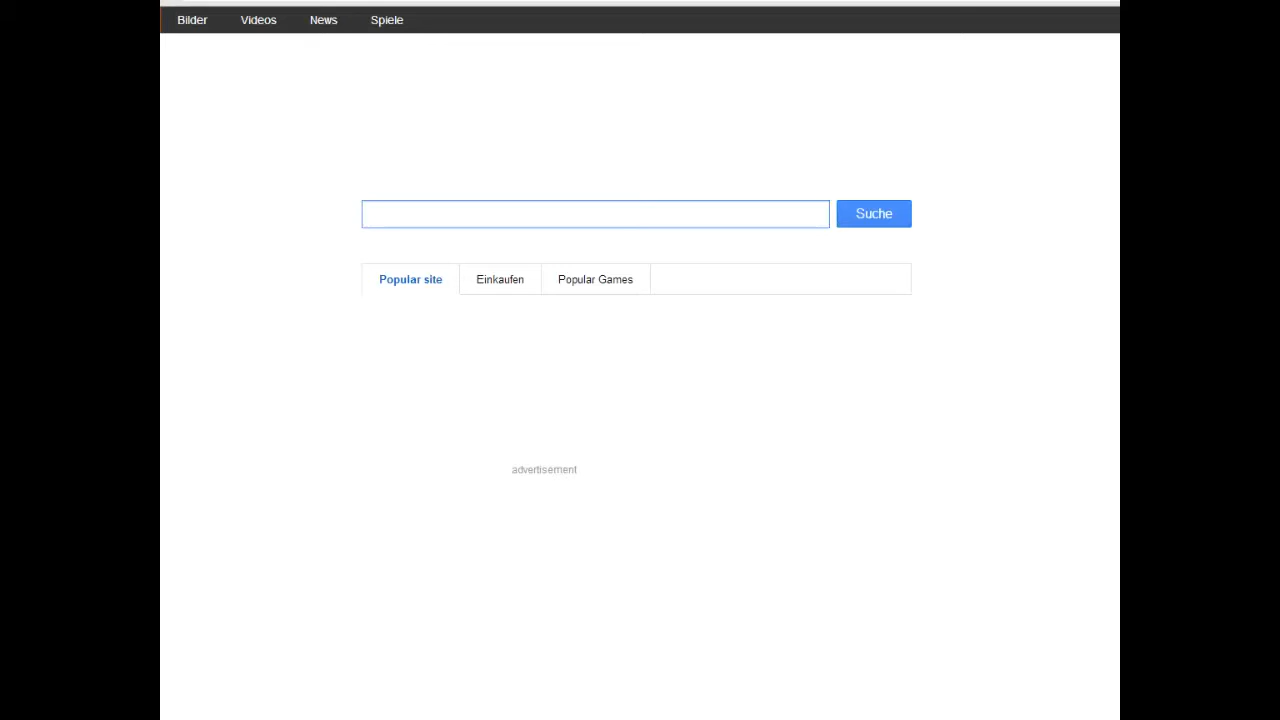 Bilder Videos News Spiele
Suche
Popular site Einkaufen Popular Games
advertisement